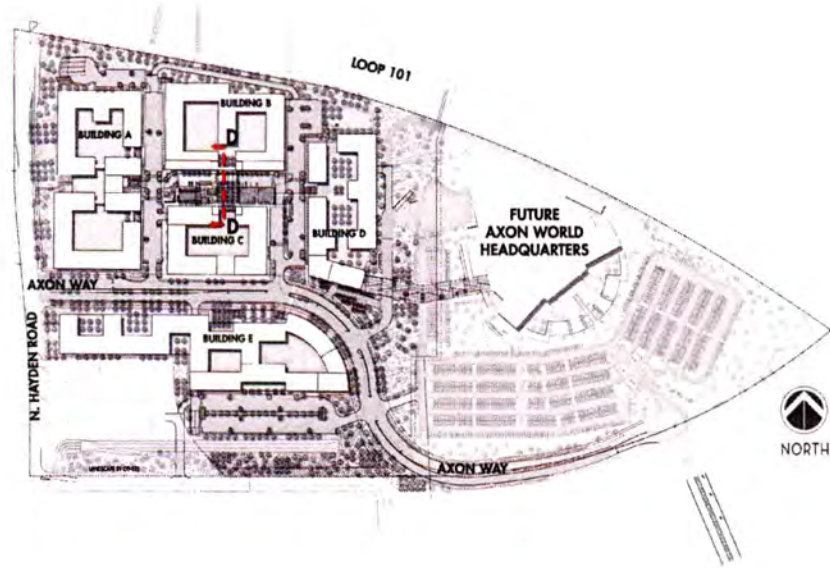 LOOP 101
BUILDING B
BUILDING A
D
D
BUILDING C
BUILDING D
FUTURE
AXON WORLD
HEADQUARTERS
AXON WAY
N. HAYDEN ROAD
BUILDING E
NORTH
AXON WAY